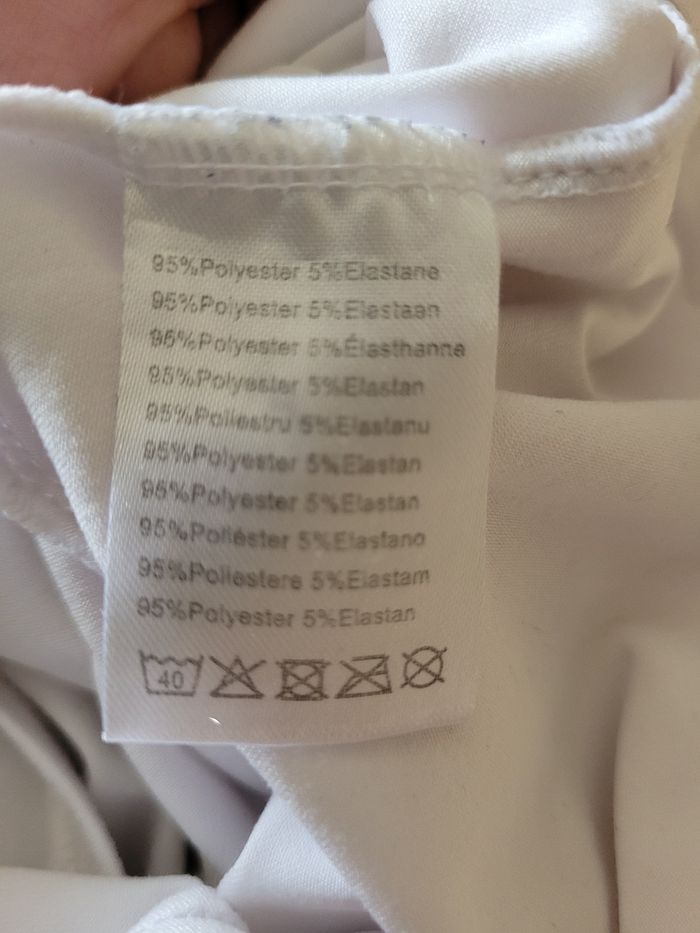 95%Polyester 5%Elastane
95%Polyester 5%Elastaan
95%Polyester 5%Élasthanne
95%Polyester 5%Elastan
95%Poliestru 5%Elastanu
95%Polyester 5%Elastan
95%Polyester 5%Elastan
95%Poliéster 5%Elastano
95%Poliestere 5%Elastam
95%Polyester 5%Elastan
40